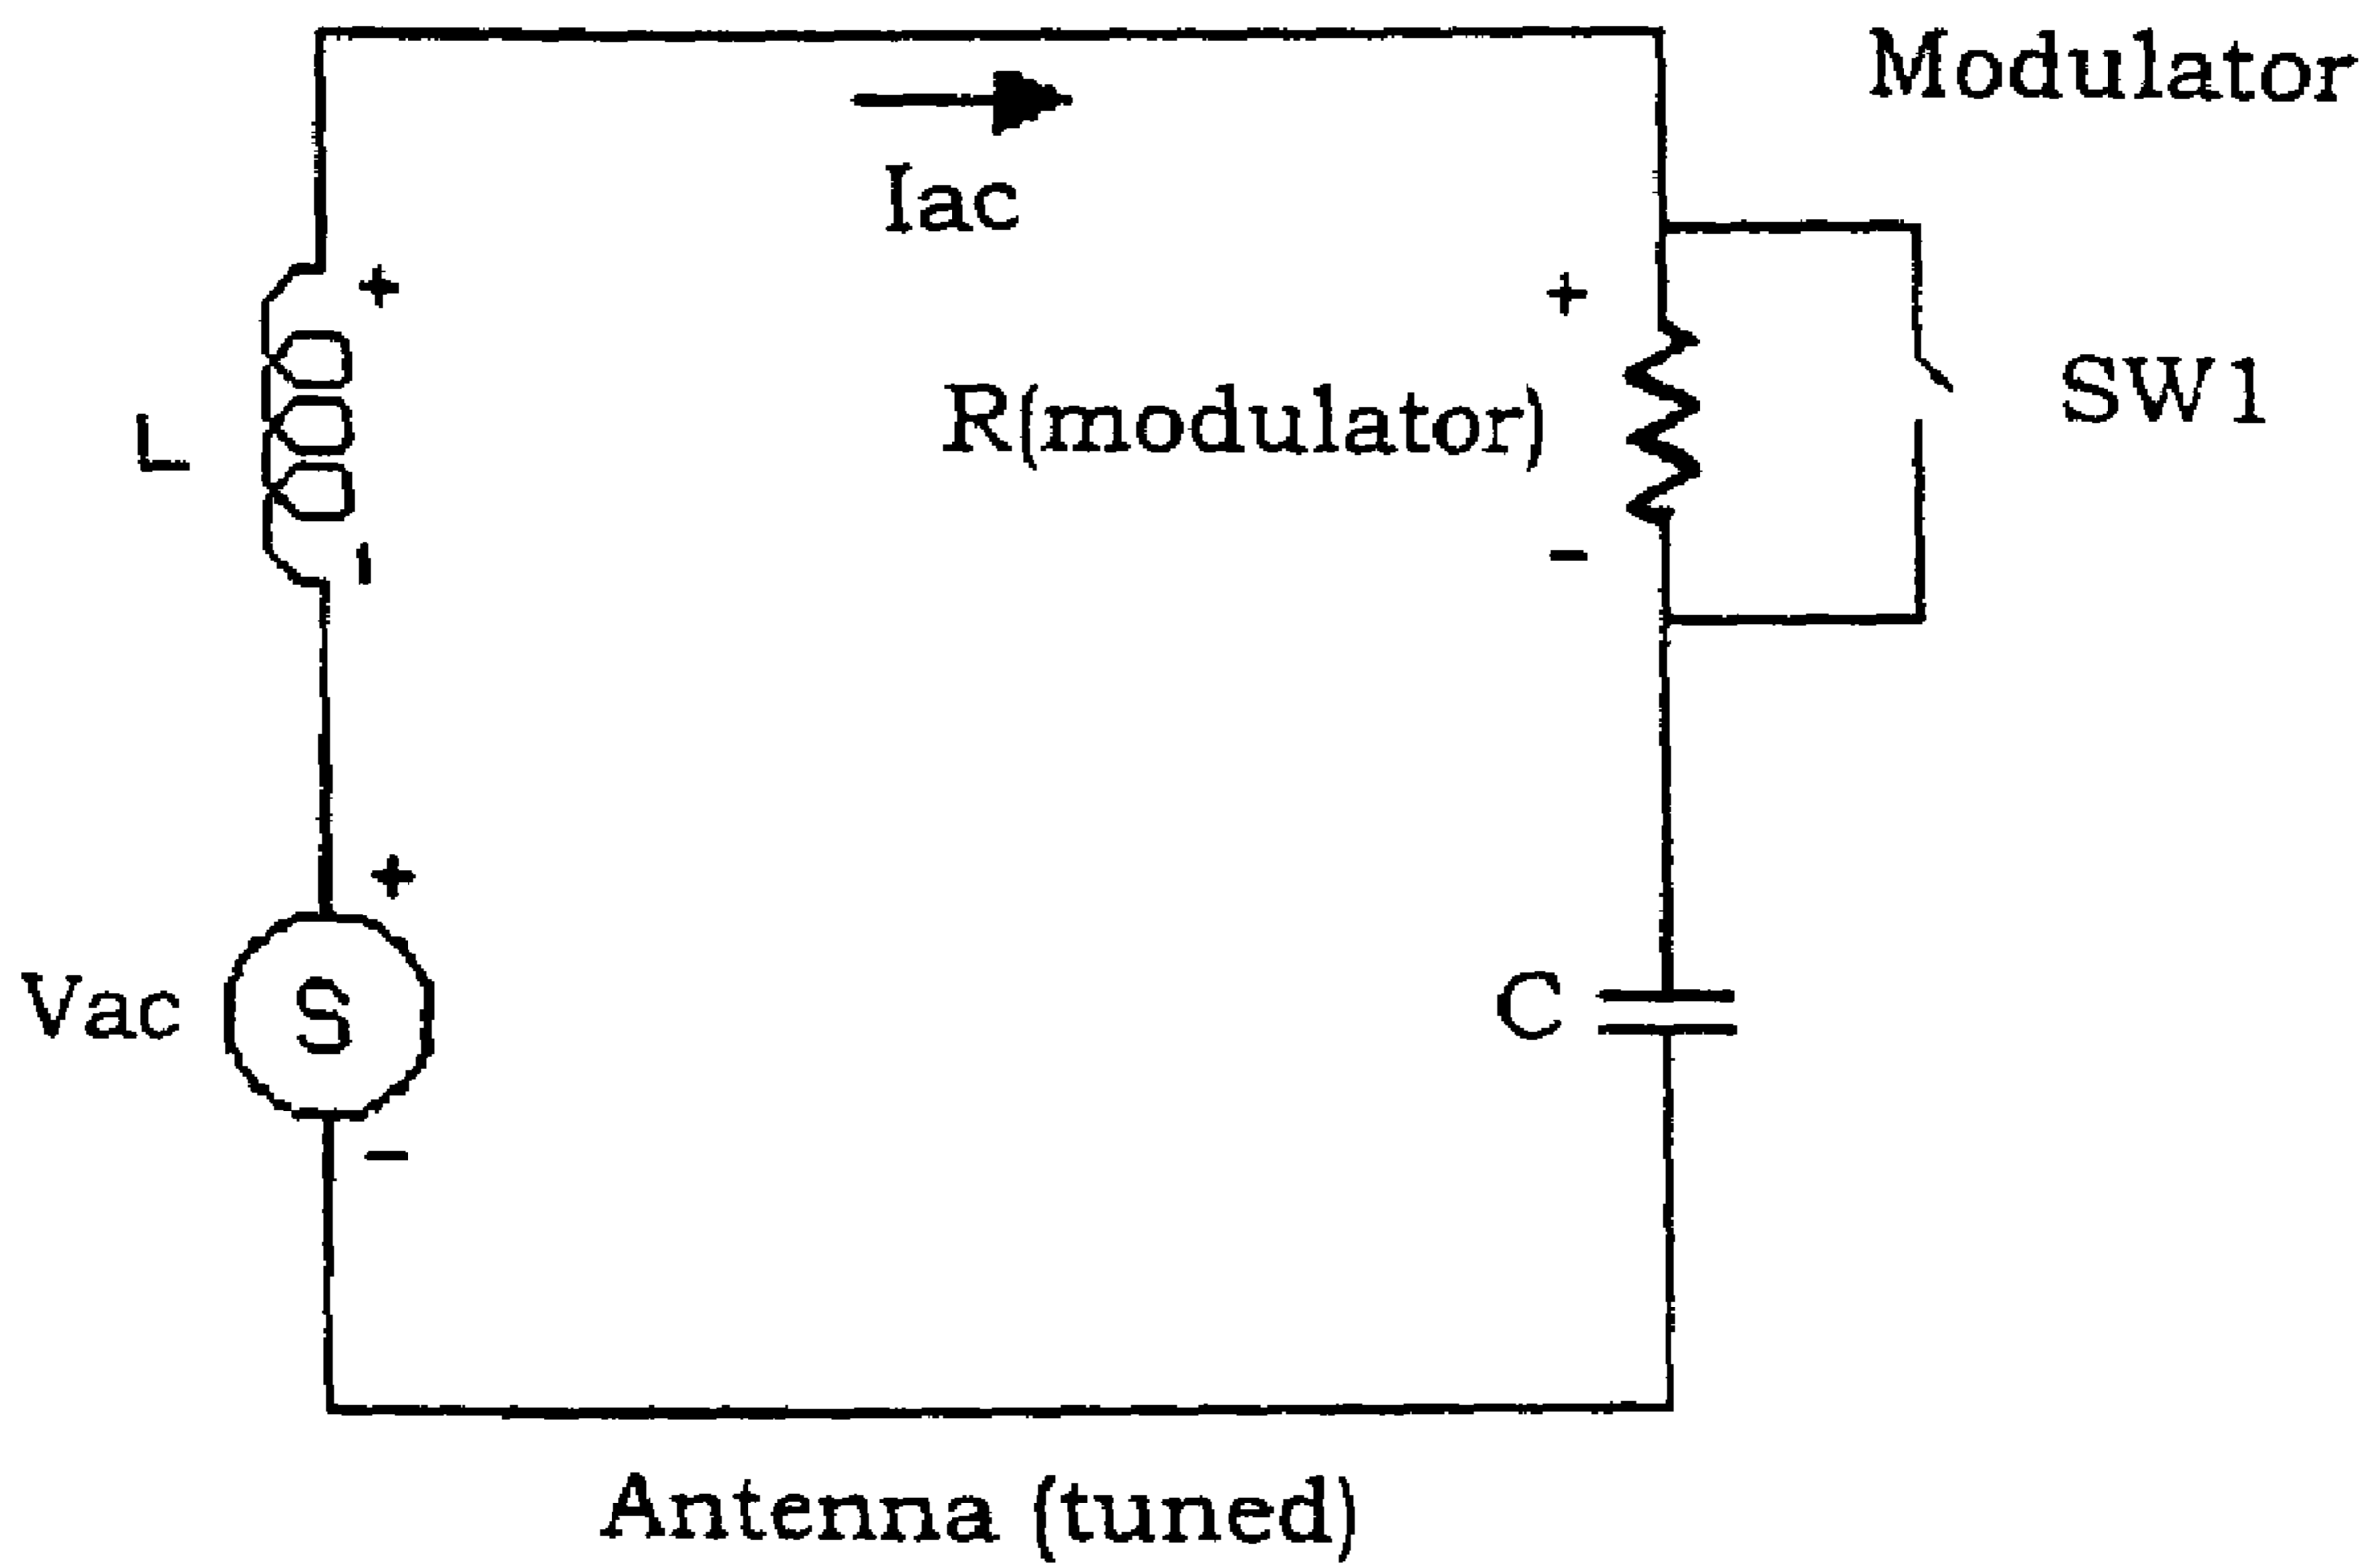 Modulator
Iac
+
+
L
R(modulator)
SW1
-
-
+
Vac
S
C
-
Antenna (tuned)